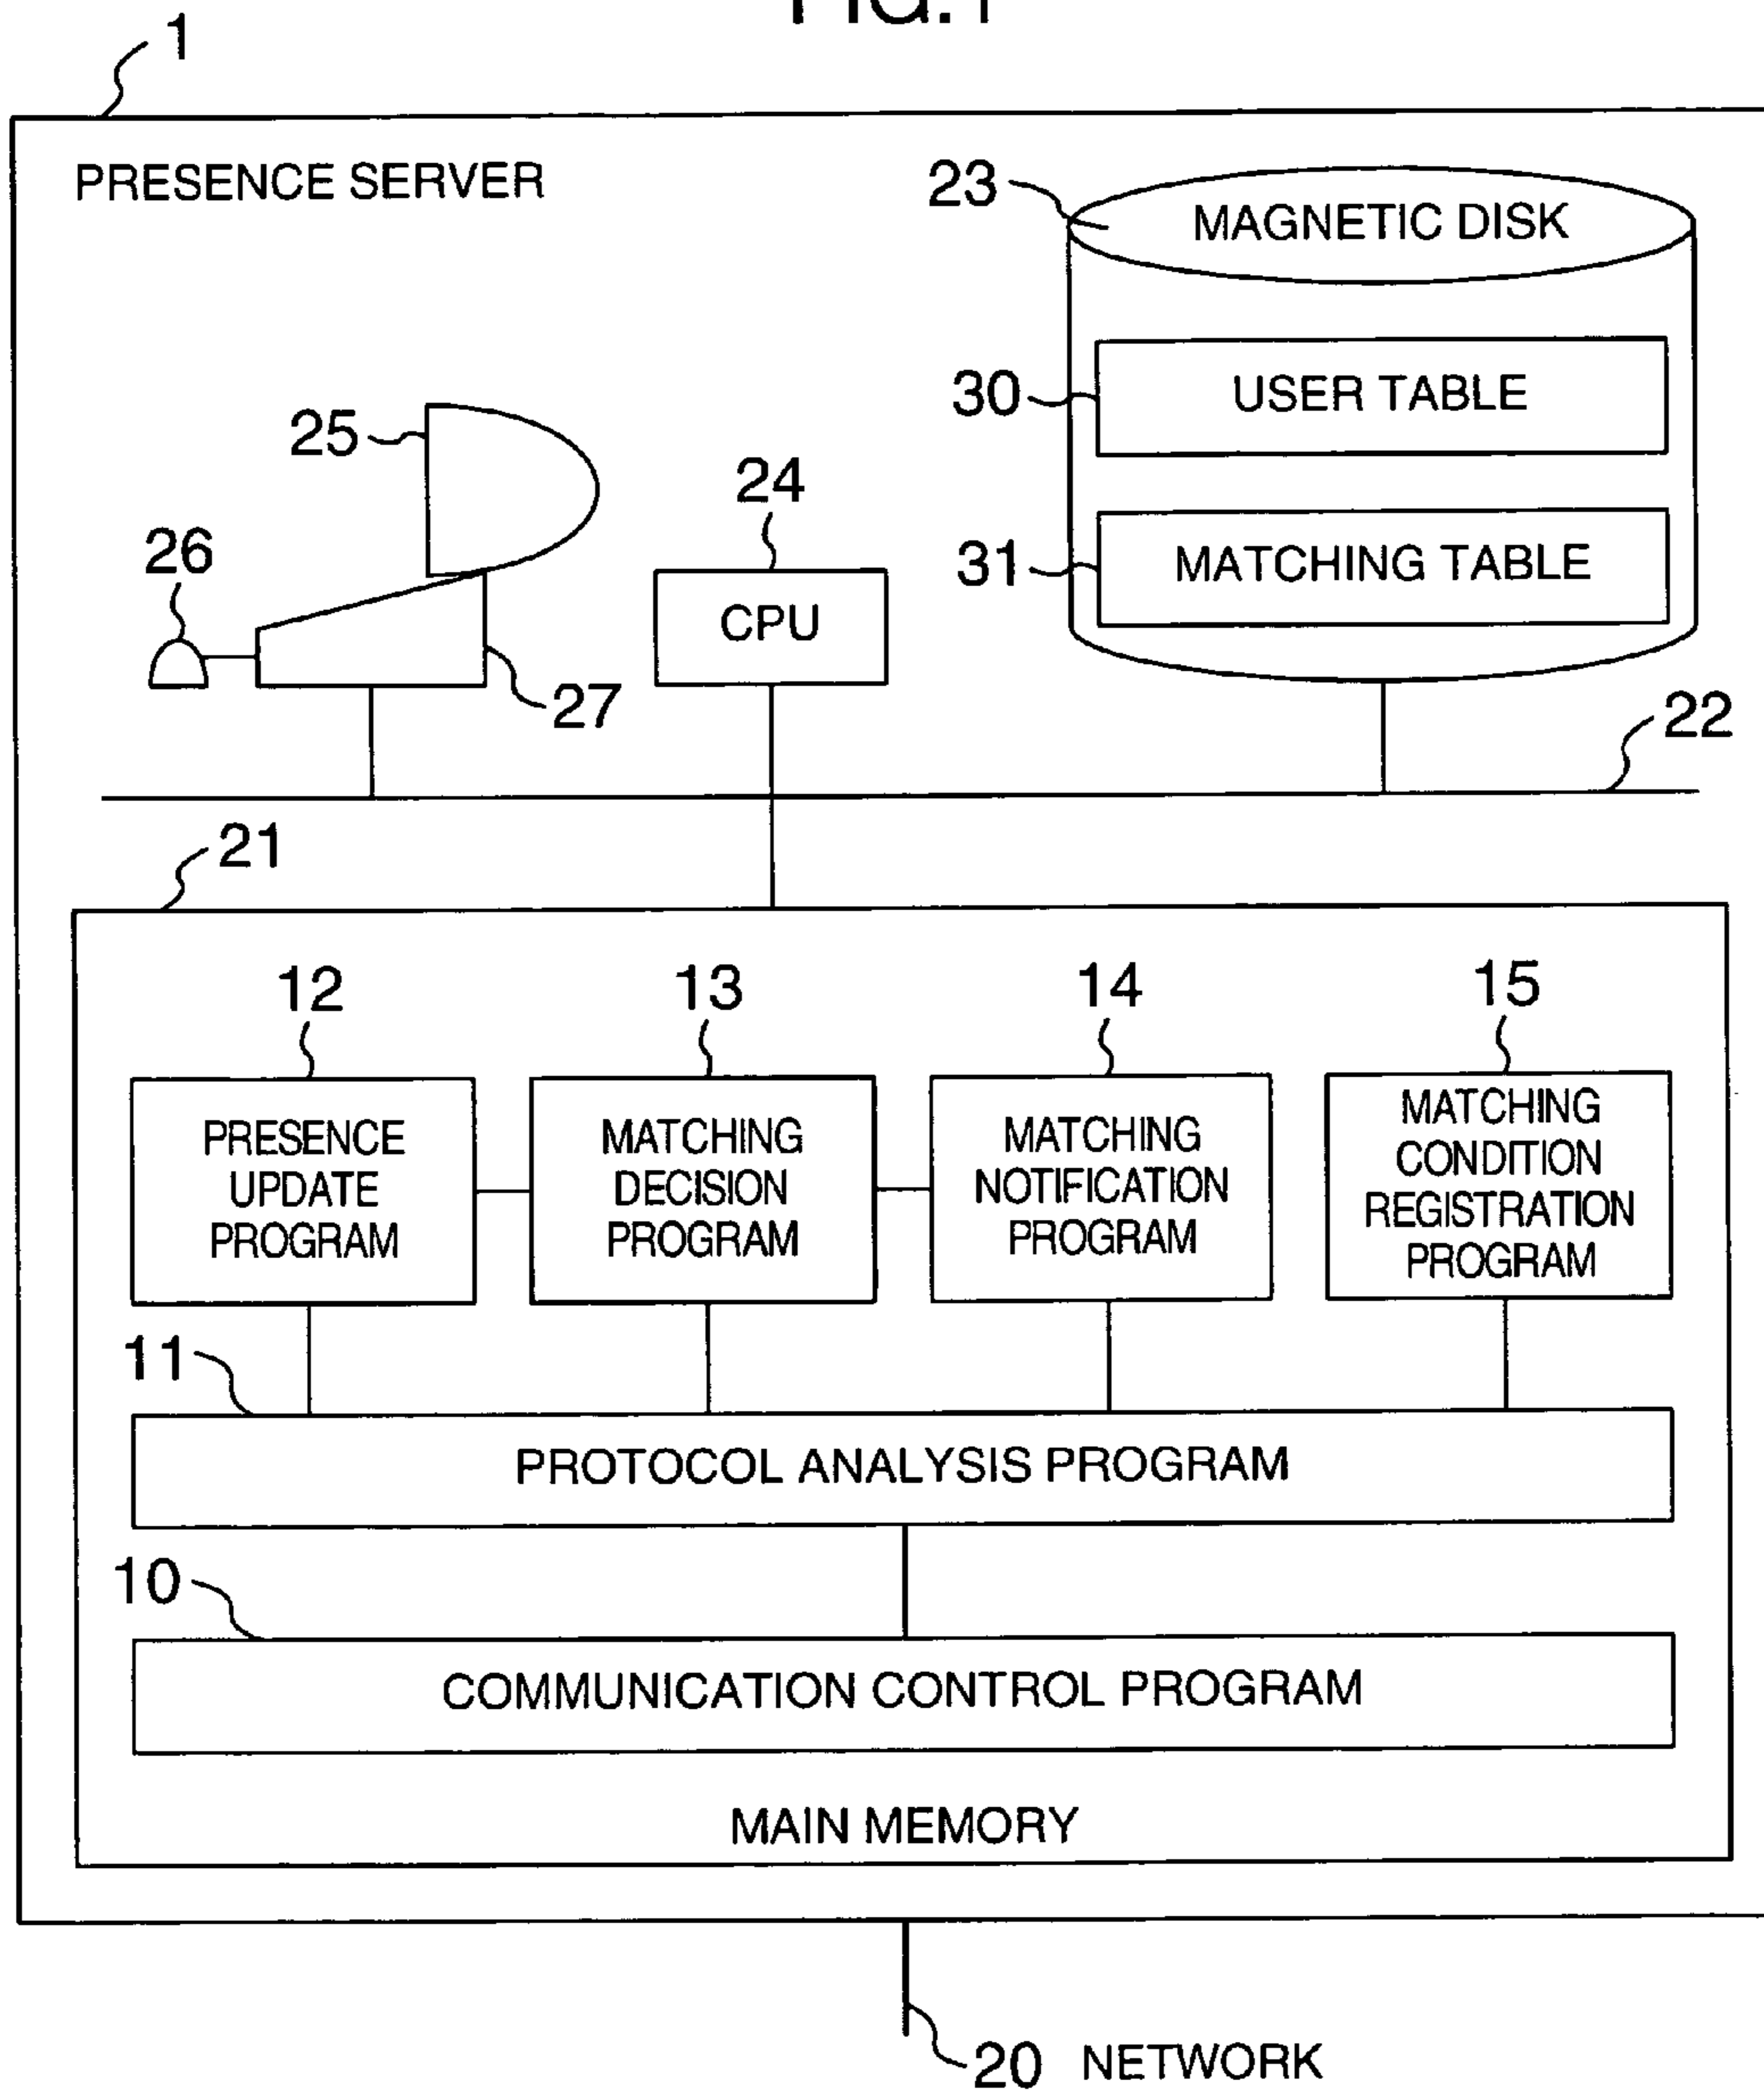 FIG.1
1
PRESENCE SERVER
23
MAGNETIC DISK
30
USER TABLE
25
24
26
31
MATCHING TABLE
CPU
27
22
21
12
13
14
15
PRESENCE
UPDATE
PROGRAM
MATCHING
DECISION
PROGRAM
MATCHING
NOTIFICATION
PROGRAM
MATCHING
CONDITION
REGISTRATION
PROGRAM
11
PROTOCOL ANALYSIS PROGRAM
10
COMMUNICATION CONTROL PROGRAM
MAIN MEMORY
20 NETWORK